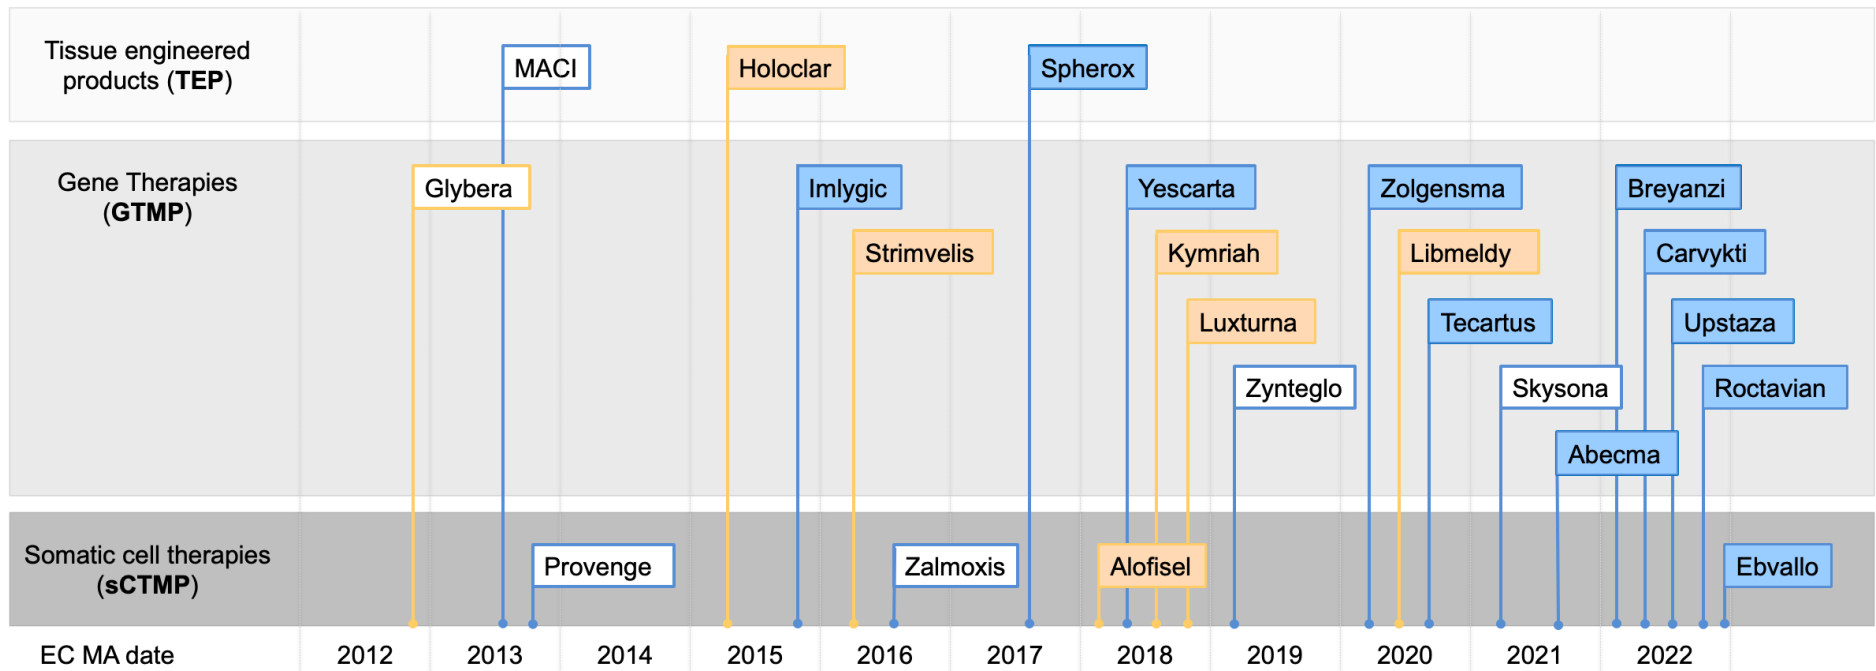 Tissue engineered
products (TEP)
MACI
Holoclar
Spherox
Gene Therapies
(GTMP)
Glybera
Imlygic
Yescarta
Zolgensma
Breyanzi
Strimvelis
Kymriah
Libmeldy
Carvykti
Luxturna
Tecartus
Upstaza
Zynteglo
Skysona
Roctavian
Abecma
Somatic cell therapies
(sCTMP)
Provenge
Zalmoxis
Alofisel
Ebvallo
EC MA date
2012
2013
2014
2015
2016
2017
2018
2019
2020
2021
2022